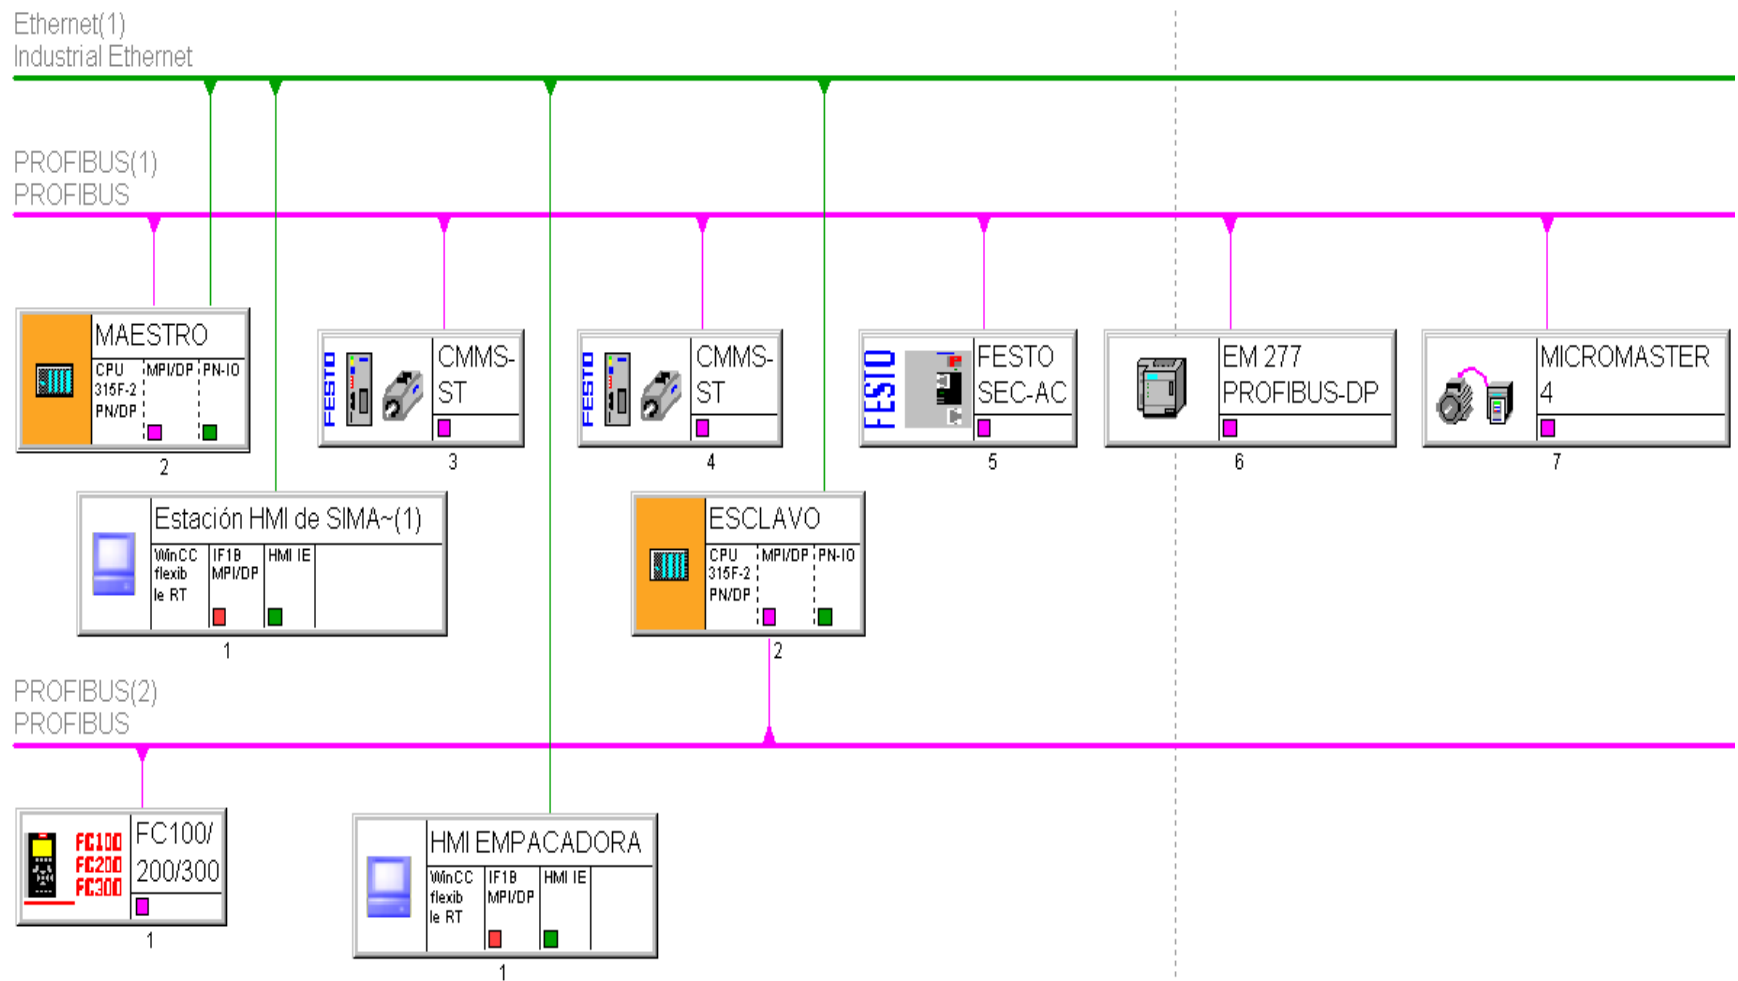 Ethernet(1)
Industrial Ethernet
PROFIBUS(1)
PROFIBUS
MAESTRO
CPU
315F-2
PN/DP
MPI/DP
PN-IO
2
FESTO
CMMS-
ST
3
FESTO
CMMS-
ST
4
FESTO
FESTO
SEC-AC
5
EM 277
PROFIBUS-DP
6
MICROMASTER
4
7
Estación HMI de SIMA~(1)
WinCC
flexib
le RT
IF1B
MPI/DP
HMI IE
1
ESCLAVO
CPU
315F-2
PN/DP
MPI/DP
PN-IO
2
PROFIBUS(2)
PROFIBUS
FC100
FC200
FC300
FC100/
200/300
1
HMI EMPACADORA
WinCC
flexib
le RT
IF1B
MPI/DP
HMI IE
1